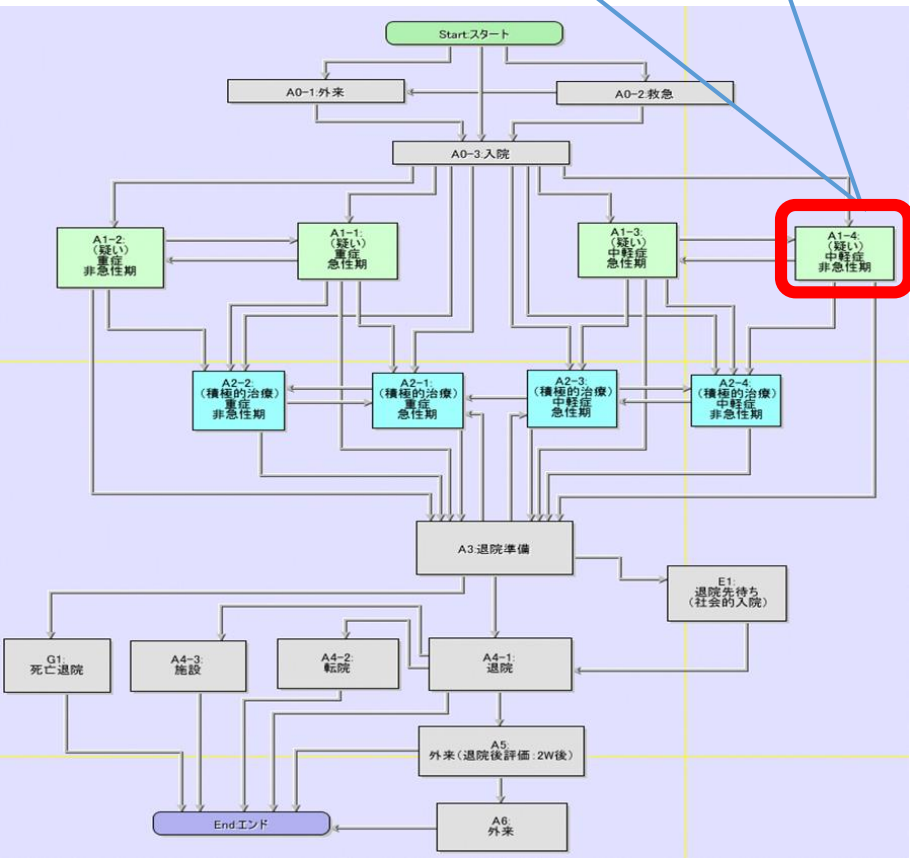 Start:スタート
A0-1:外来
A0-2:救急
A0-3:入院
A1-2:
(疑い)
重症
非急性期
A1-1:
(疑い)
重症
急性期
A1-3:
(疑い)
中軽症
急性期
A1-4:
(疑い)
中軽症
非急性期
A2-2:
(積極的治療)
重症
非急性期
A2-1:
(積極的治療)
重症
急性期
A2-3:
(積極的治療)
中軽症
急性期
A2-4:
(積極的治療)
中軽症
非急性期
A3:退院準備
E1:
退院先待ち
(社会的入院)
G1:
死亡退院
A4-3:
施設
A4-2:
転院
A4-1:
退院
A5:
外来(退院後評価:2W後)
End:エンド
A6:
外来